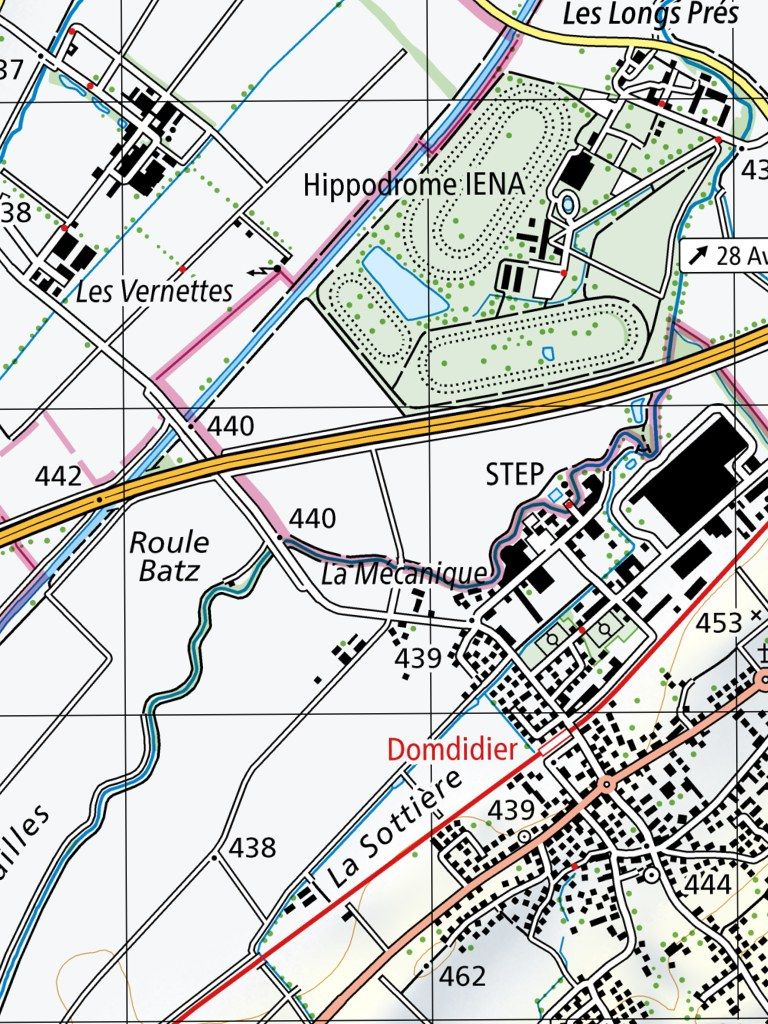 Les Longs Prés
37
43
Hippodrome IENA
38
28 Av
Les Vernettes
440
442
STEP
440
Roule
Batz
La Mécanique
453
439
Domdidier
La Sottière
439
438
444
462